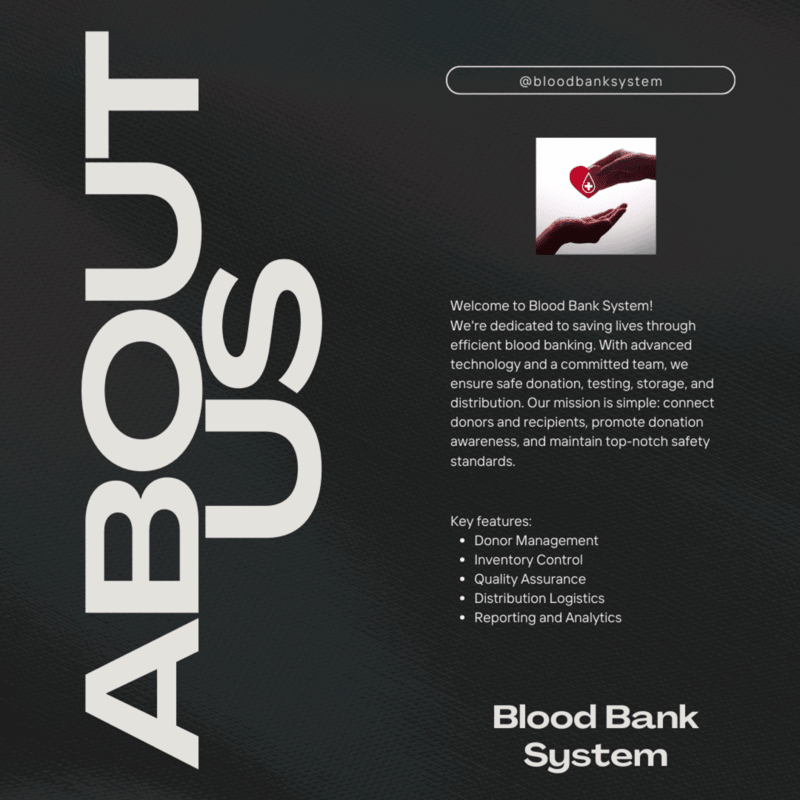 ABOUT
US
@bloodbanksystem
Welcome to Blood Bank System!
We're dedicated to saving lives through
efficient blood banking. With advanced
technology and a committed team, we
ensure safe donation, testing, storage, and
distribution. Our mission is simple: connect
donors and recipients, promote donation
awareness, and maintain top-notch safety
standards.
Key features:
• Donor Management
• Inventory Control
• Quality Assurance
• Distribution Logistics
• Reporting and Analytics
Blood Bank
System